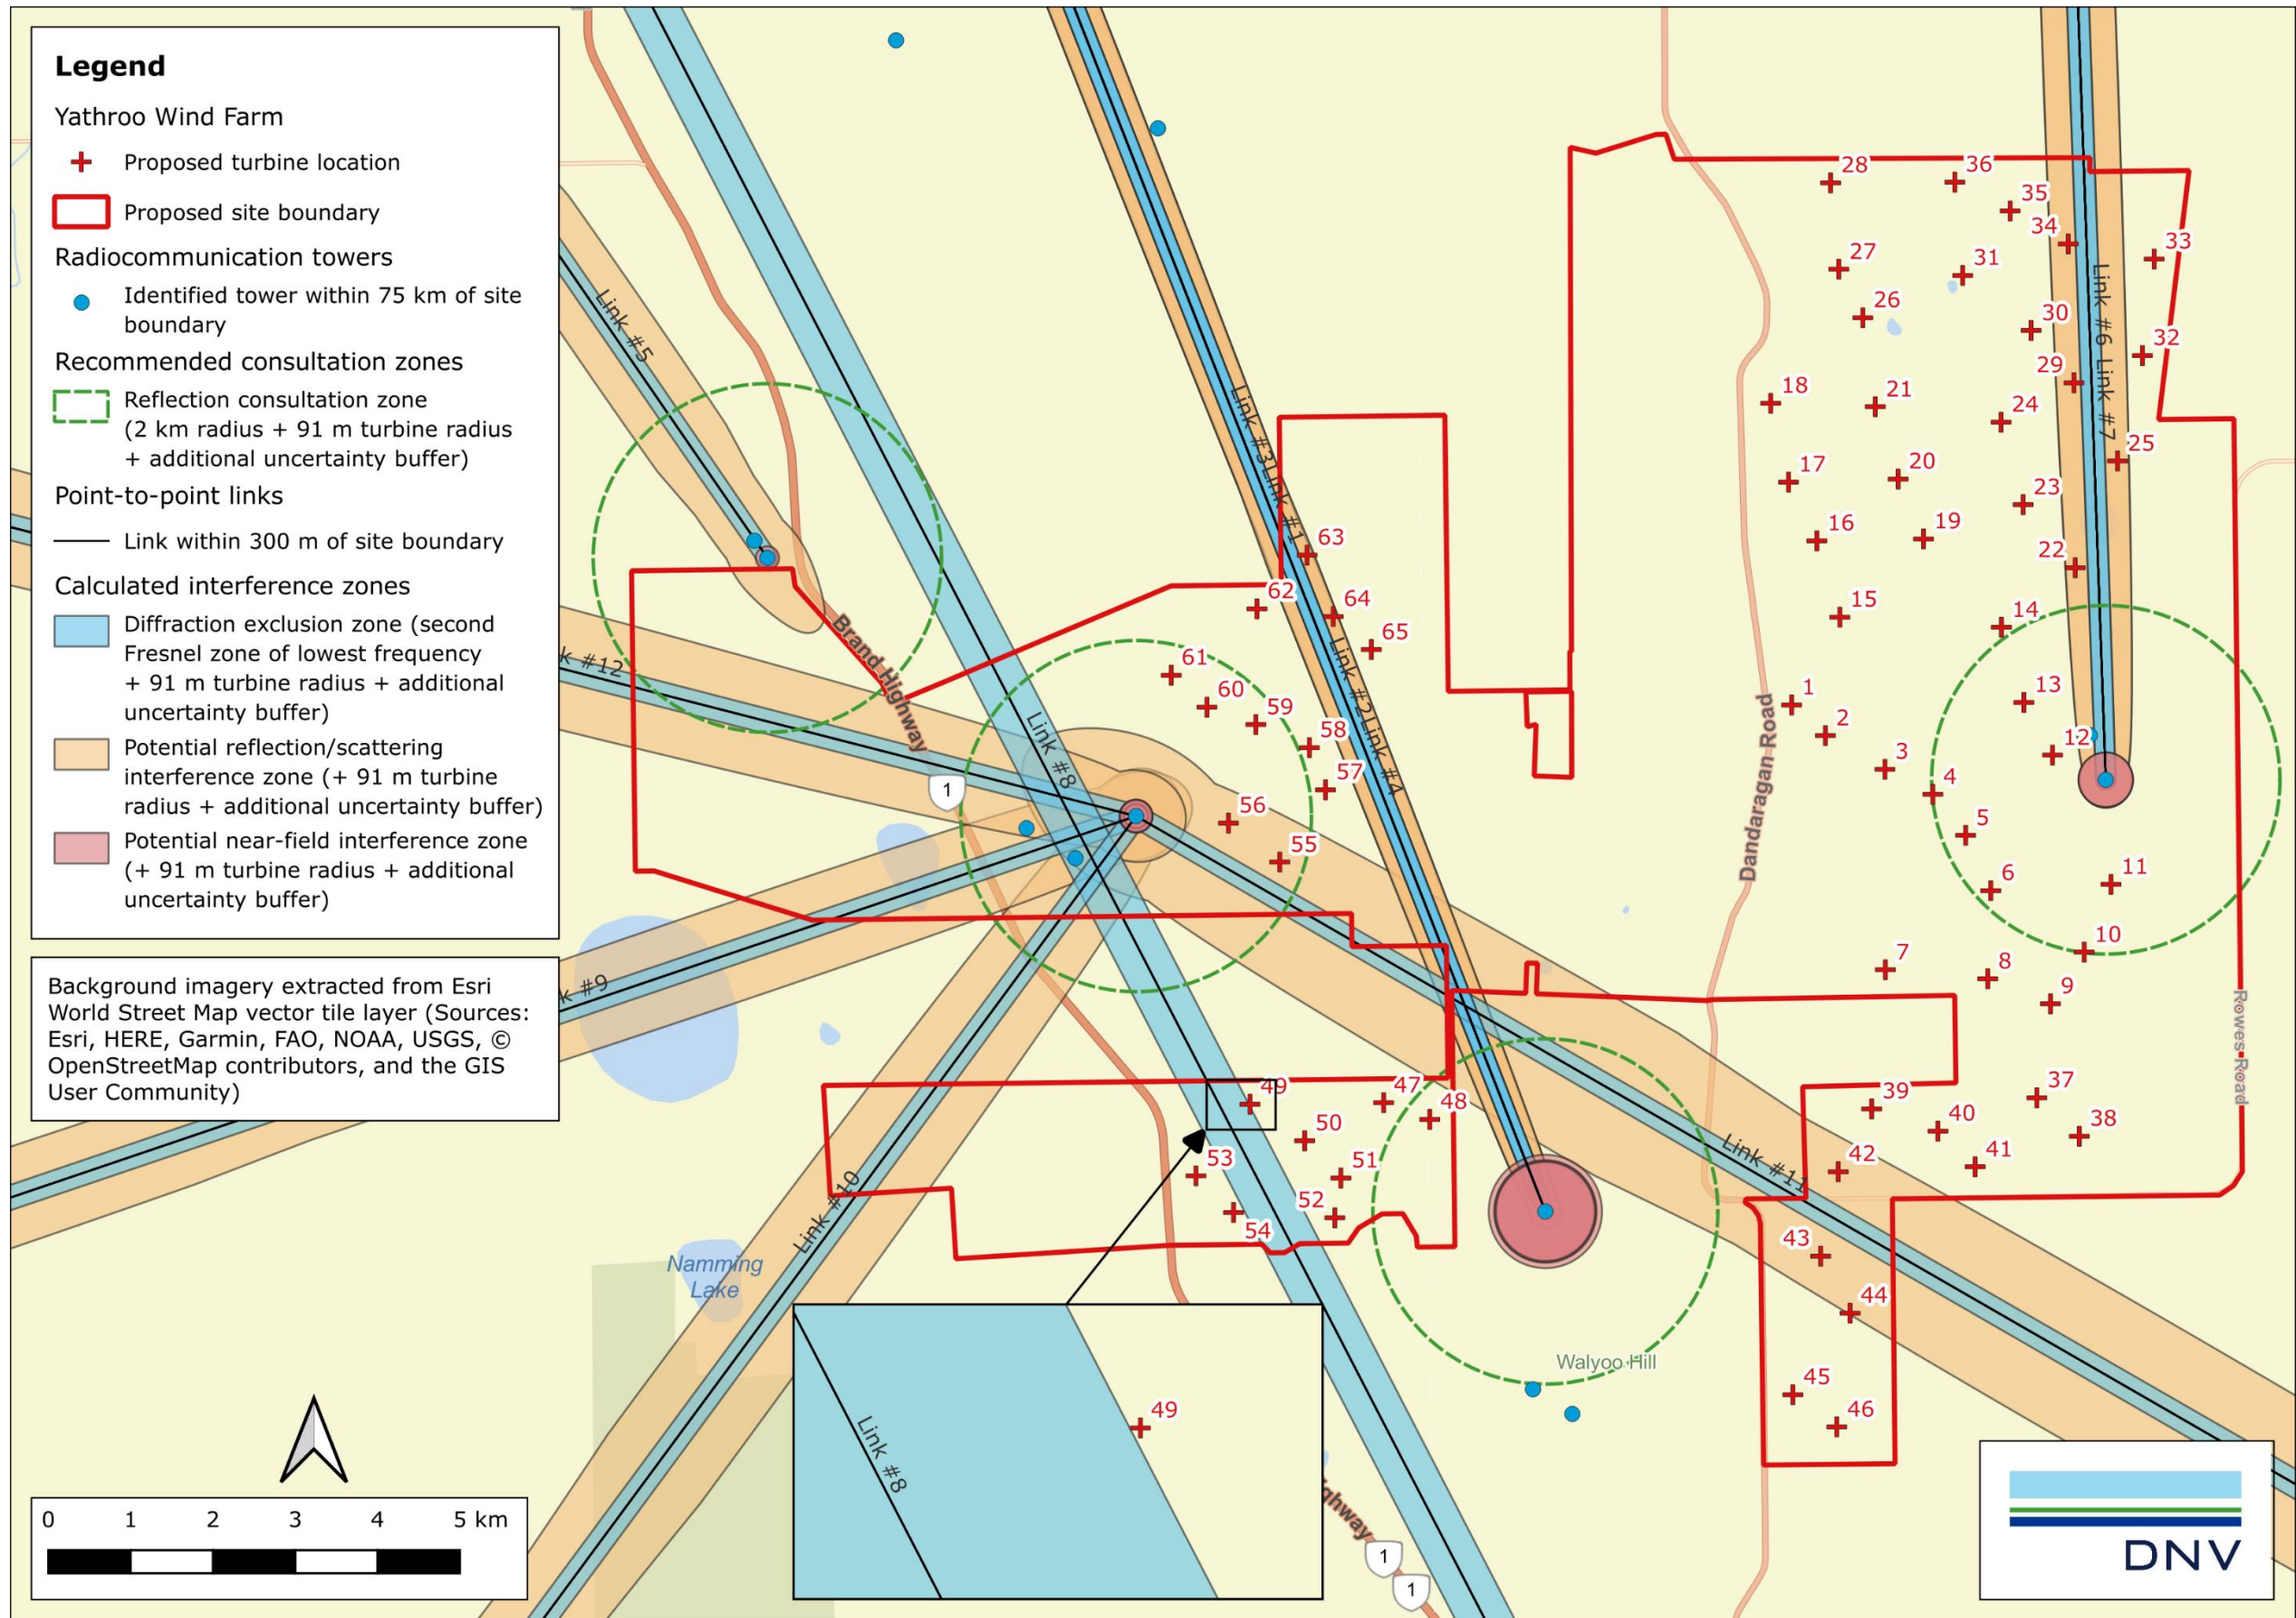 Legend
Yathroo Wind Farm
Proposed turbine location
Proposed site boundary
Radiocommunication towers
Identified tower within 75 km of site
boundary
Recommended consultation zones
Reflection consultation zone
(2 km radius + 91 m turbine radius
+ additional uncertainty buffer)
Point-to-point links
Link within 300 m of site boundary
Calculated interference zones
Diffraction exclusion zone (second
Fresnel zone of lowest frequency
+ 91 m turbine radius + additional
uncertainty buffer)
Potential reflection/scattering
interference zone (+ 91 m turbine
radius + additional uncertainty buffer)
Potential near-field interference zone
(+ 91 m turbine radius + additional
uncertainty buffer)
Background imagery extracted from Esri
World Street Map vector tile layer (Sources:
Esri, HERE, Garmin, FAO, NOAA, USGS, ©
OpenStreetMap contributors, and the GIS
User Community)
0 1 2 3 4 5 km
Link #5
k #12
k #9
Link #10
Link #8
Brand Highway
1
Namming
Lake
Link #3
Link #1
Link #2
Link #4
63
62
64
65
61
60
59
58
57
56
55
49
47
48
50
53
51
52
54
Link #8
49
ghway
1
1
Walyoo Hill
Link #11
Dandaragan Road
Rowes Road
Link #6
Link #7
28
36
35
34
33
27
31
26
30
32
29
18
21
24
25
17
20
23
16
19
22
15
14
1
13
2
12
3
4
5
6
11
10
7
8
9
37
39
40
38
41
42
43
44
45
46
DNV